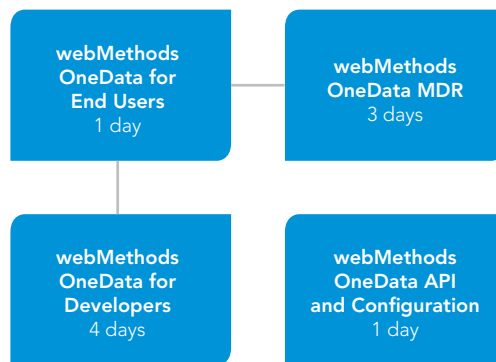 webMethods
OneData for
End Users
1 day
webMethods
OneData MDR
3 days
webMethods
OneData for
Developers
4 days
webMethods
OneData API
and Configuration
1 day